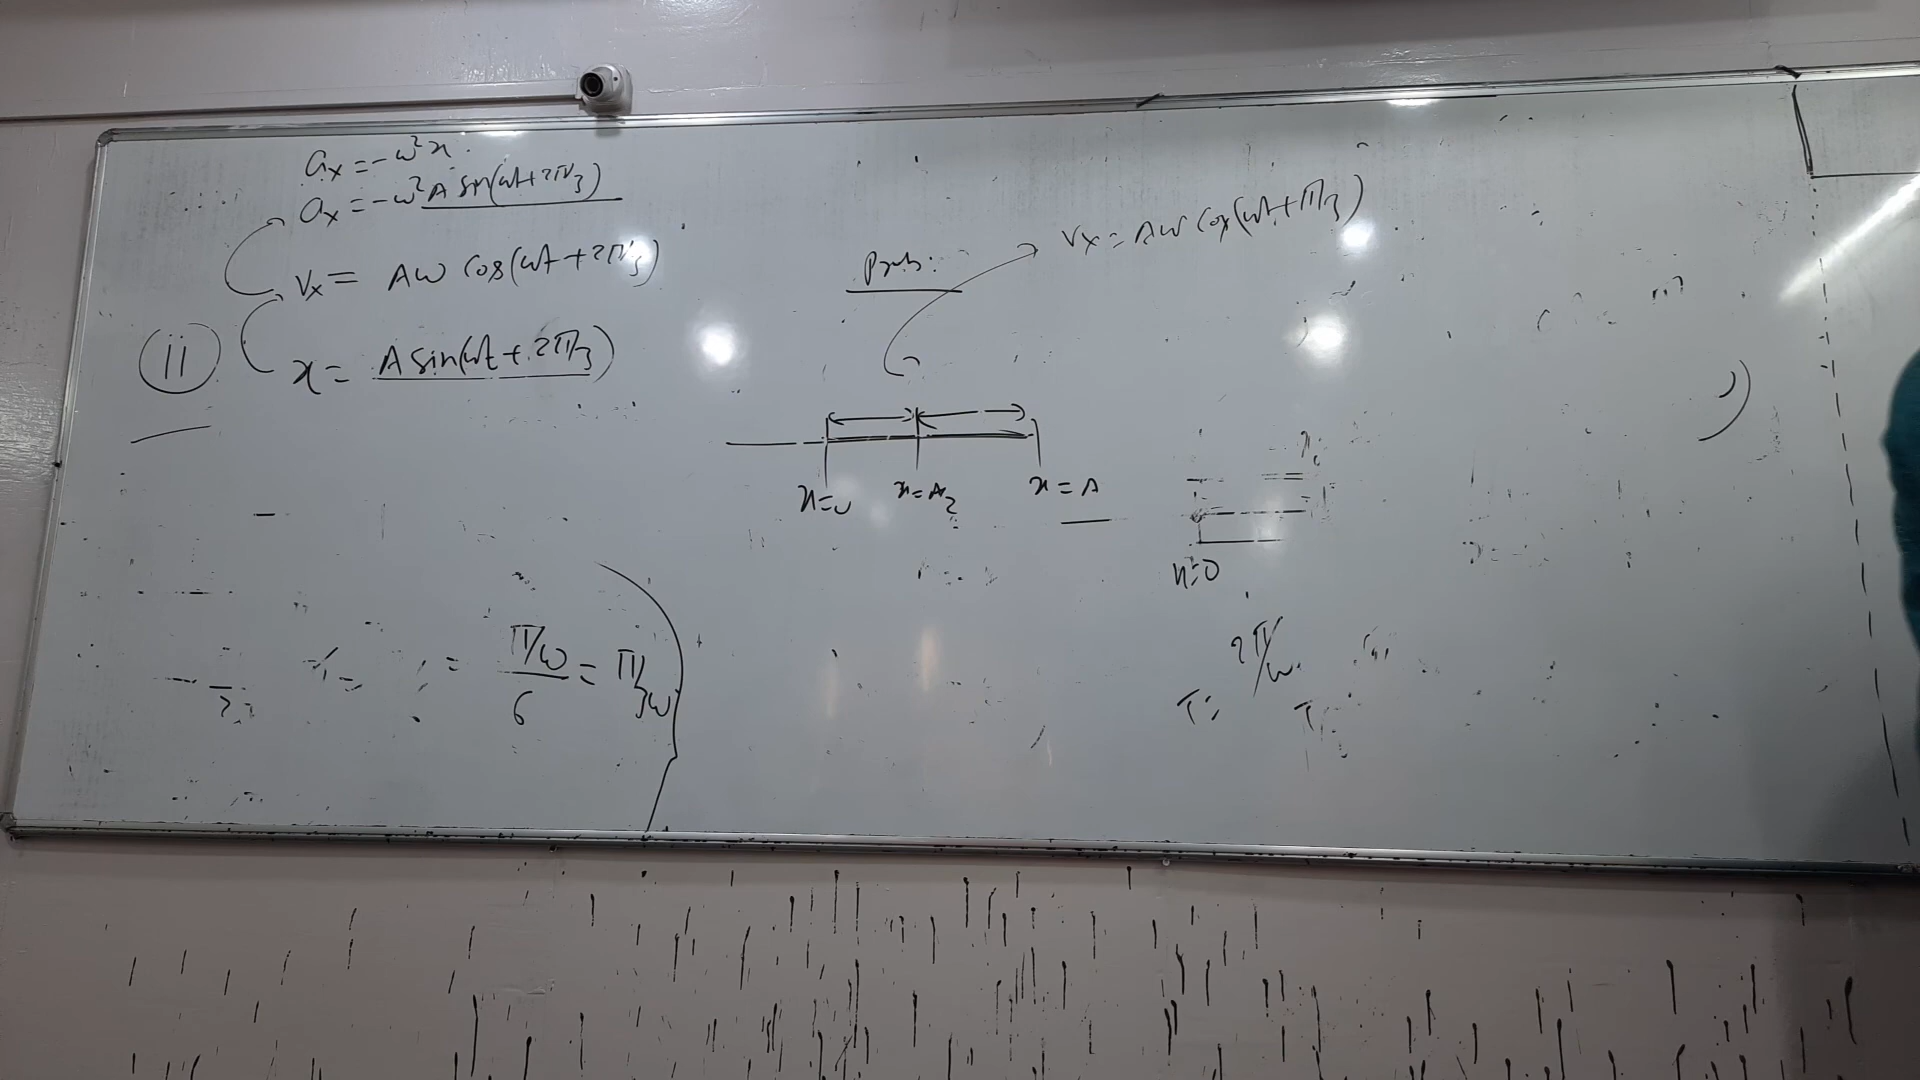 aₓ = -ω²x
aₓ = -ω²A sin(ωt+2π/3)
vₓ = Aω cos(ωt+2π/3)
(ii) x = A sin(ωt+2π/3)
Prob:
vₓ = Aω cos(ωt+π/3)
x=0 x=A/2 x=A
x=0
= π/ω / 6 = π/3ω
T= 2π/ω